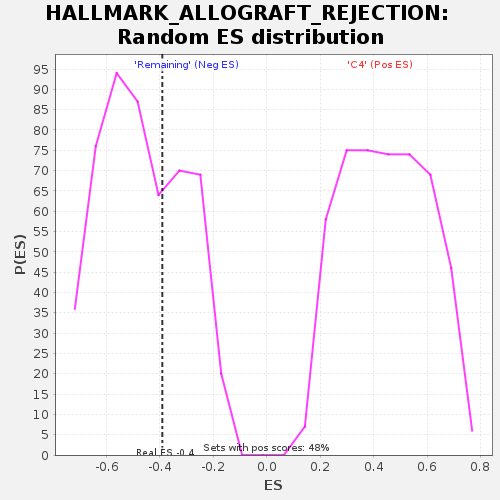 HALLMARK_ALLOGRAFT_REJECTION:
Random ES distribution
'Remaining' (Neg ES)
'C4' (Pos ES)
95
90
85
80
75
70
65
60
55
50
45
40
35
30
25
20
15
10
5
0
P(ES)
Real ES -0.4
Sets with pos scores: 48%
-0.6 -0.4 -0.2 0.0 0.2 0.4 0.6 0.8
ES